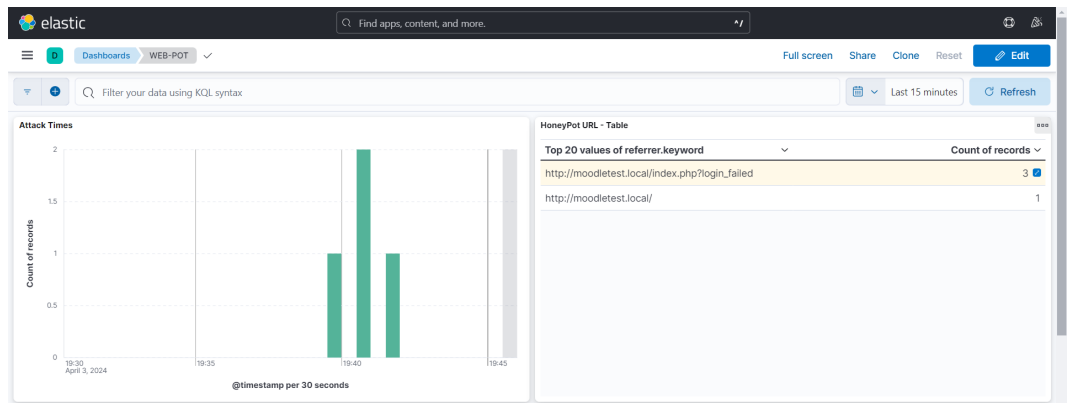 elastic
Find apps, content, and more.
^/
D
Dashboards
WEB-POT
Full screen
Share
Clone
Reset
Edit
Filter your data using KQL syntax
Last 15 minutes
Refresh
Attack Times
2
1.5
1
0.5
0
Count of records
19:30
April 3, 2024
19:35
19:40
19:45
@timestamp per 30 seconds
HoneyPot URL - Table
Top 20 values of referrer.keyword
Count of records
http://moodletest.local/index.php?login_failed
3
http://moodletest.local/
1